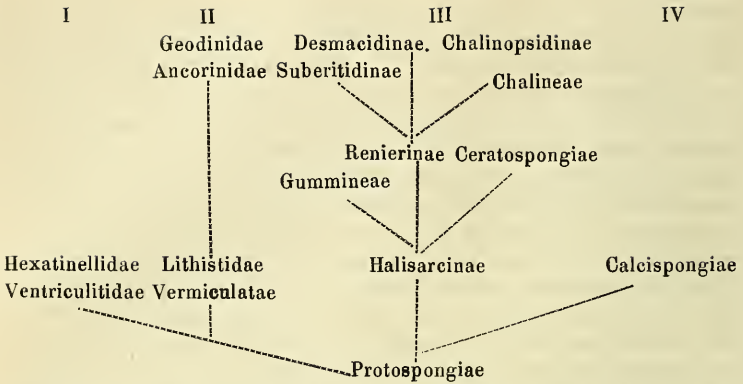 I II III IV
Geodinidae Desmacidinae. Chalinopsidinae
Ancorinidae Suberitidinae
Chalineae
Renierinae Ceratospongiae
Gummineae
Hexatinellidae Lithistidae Halisarcinae Calcispongiae
Ventriculitidae Vermiculatae
Protospongiae